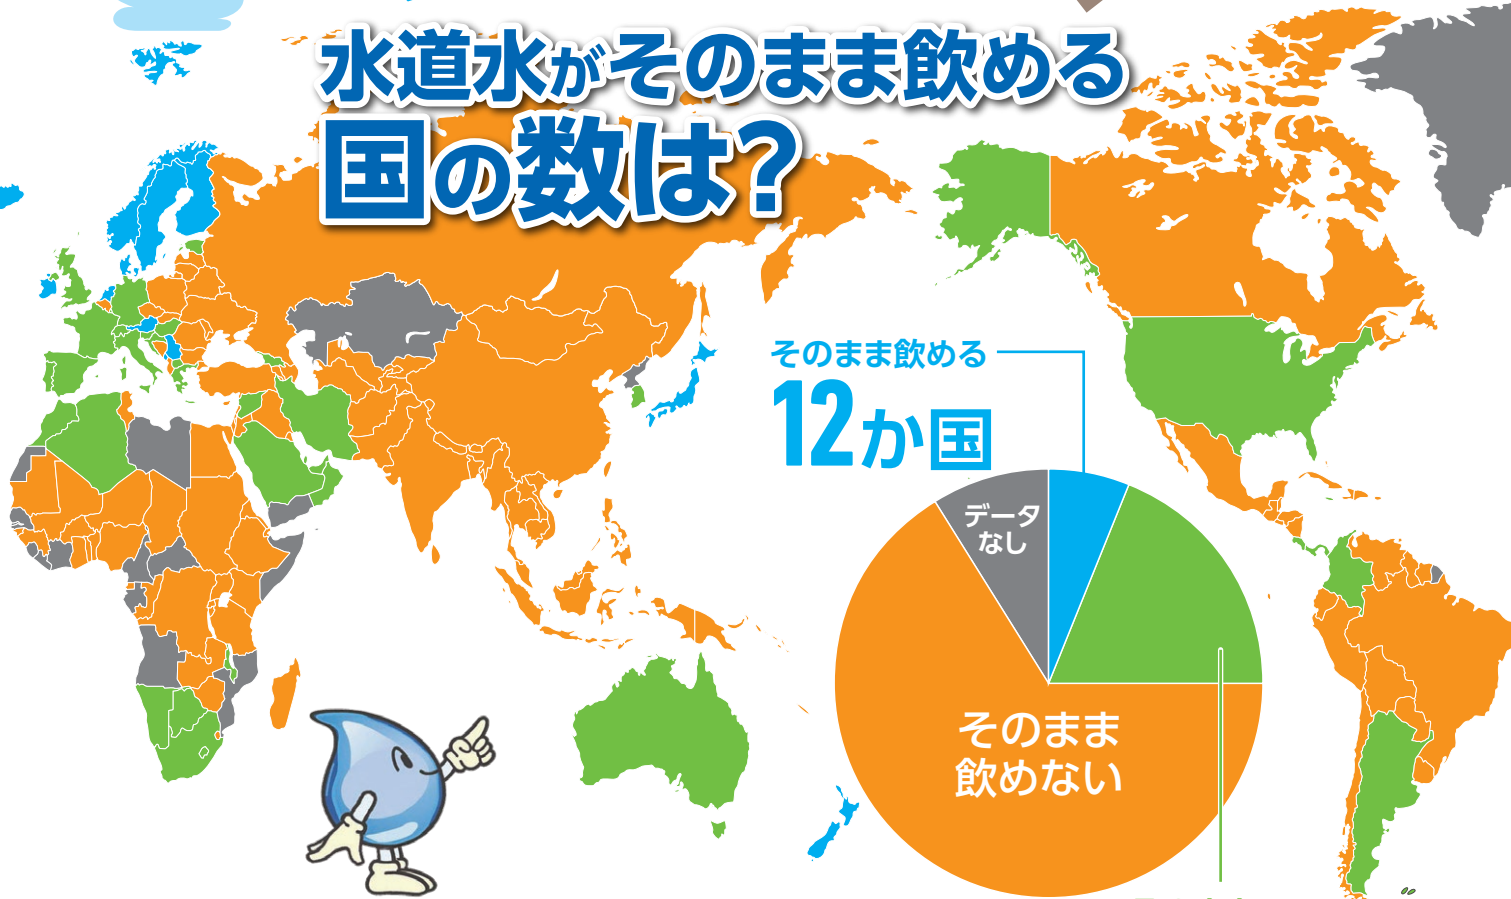 水道水がそのまま飲める
国の数は?
そのまま飲める
12か国
データ
なし
そのまま
飲めない